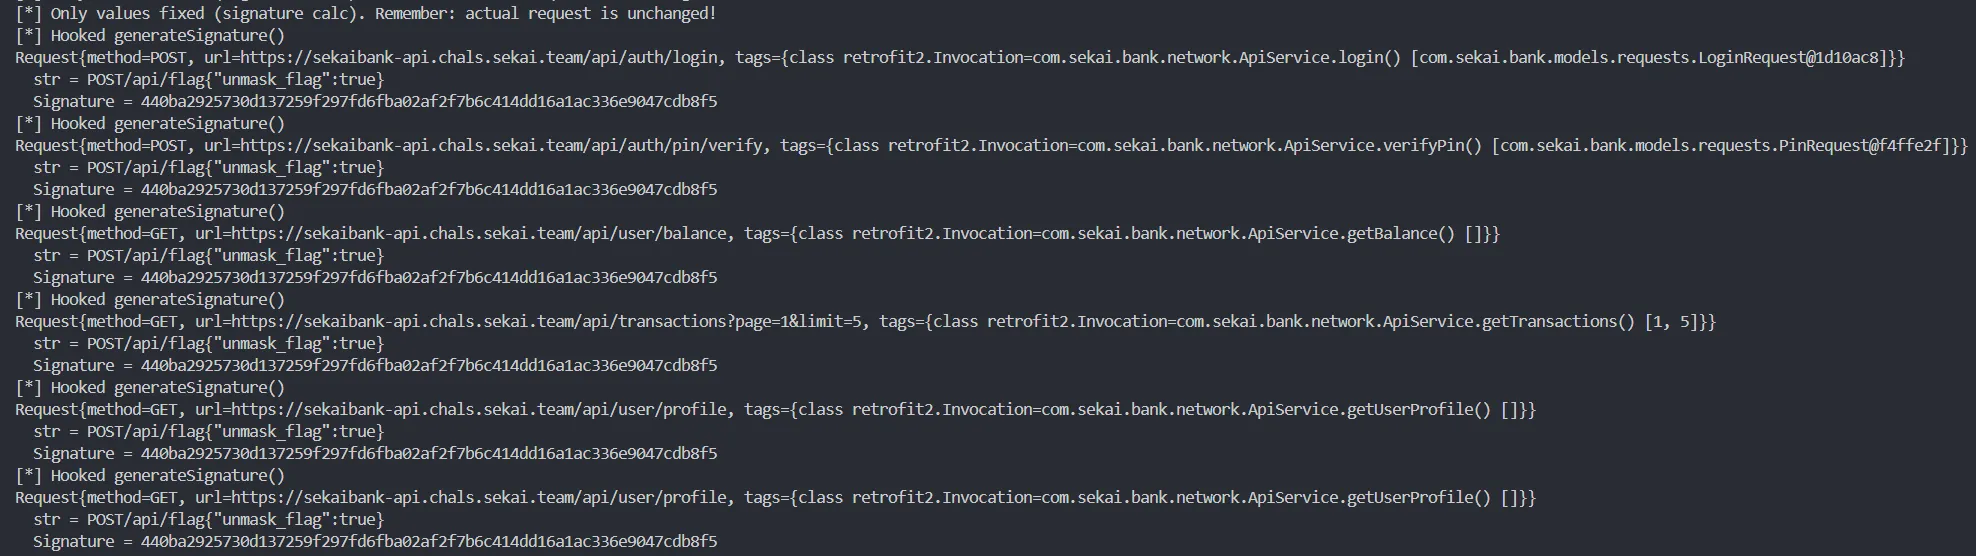 [*] Only values fixed (signature calc). Remember: actual request is unchanged!
[*] Hooked generateSignature()
Request{method=POST, url=https://sekaibank-api.chals.sekai.team/api/auth/login, tags={class retrofit2.Invocation=com.sekai.bank.network.ApiService.login() [com.sekai.bank.models.requests.LoginRequest@1d10ac8]}}
str = POST/api/flag{"unmask_flag":true}
Signature = 440ba2925730d137259f297fd6fba02af2f7b6c414dd16a1ac336e9047cdb8f5
[*] Hooked generateSignature()
Request{method=POST, url=https://sekaibank-api.chals.sekai.team/api/auth/pin/verify, tags={class retrofit2.Invocation=com.sekai.bank.network.ApiService.verifyPin() [com.sekai.bank.models.requests.PinRequest@f4ffe2f]}}
str = POST/api/flag{"unmask_flag":true}
Signature = 440ba2925730d137259f297fd6fba02af2f7b6c414dd16a1ac336e9047cdb8f5
[*] Hooked generateSignature()
Request{method=GET, url=https://sekaibank-api.chals.sekai.team/api/user/balance, tags={class retrofit2.Invocation=com.sekai.bank.network.ApiService.getBalance() []}}
str = POST/api/flag{"unmask_flag":true}
Signature = 440ba2925730d137259f297fd6fba02af2f7b6c414dd16a1ac336e9047cdb8f5
[*] Hooked generateSignature()
Request{method=GET, url=https://sekaibank-api.chals.sekai.team/api/transactions?page=1&limit=5, tags={class retrofit2.Invocation=com.sekai.bank.network.ApiService.getTransactions() [1, 5]}}
str = POST/api/flag{"unmask_flag":true}
Signature = 440ba2925730d137259f297fd6fba02af2f7b6c414dd16a1ac336e9047cdb8f5
[*] Hooked generateSignature()
Request{method=GET, url=https://sekaibank-api.chals.sekai.team/api/user/profile, tags={class retrofit2.Invocation=com.sekai.bank.network.ApiService.getUserProfile() []}}
str = POST/api/flag{"unmask_flag":true}
Signature = 440ba2925730d137259f297fd6fba02af2f7b6c414dd16a1ac336e9047cdb8f5
[*] Hooked generateSignature()
Request{method=GET, url=https://sekaibank-api.chals.sekai.team/api/user/profile, tags={class retrofit2.Invocation=com.sekai.bank.network.ApiService.getUserProfile() []}}
str = POST/api/flag{"unmask_flag":true}
Signature = 440ba2925730d137259f297fd6fba02af2f7b6c414dd16a1ac336e9047cdb8f5